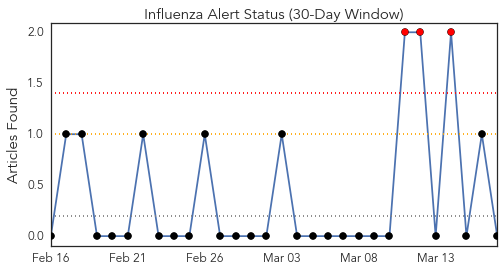 Influenza Alert Status (30-Day Window)
Articles Found
2.0
1.5
1.0
0.5
0.0
Feb 16 Feb 21 Feb 26 Mar 03 Mar 08 Mar 13